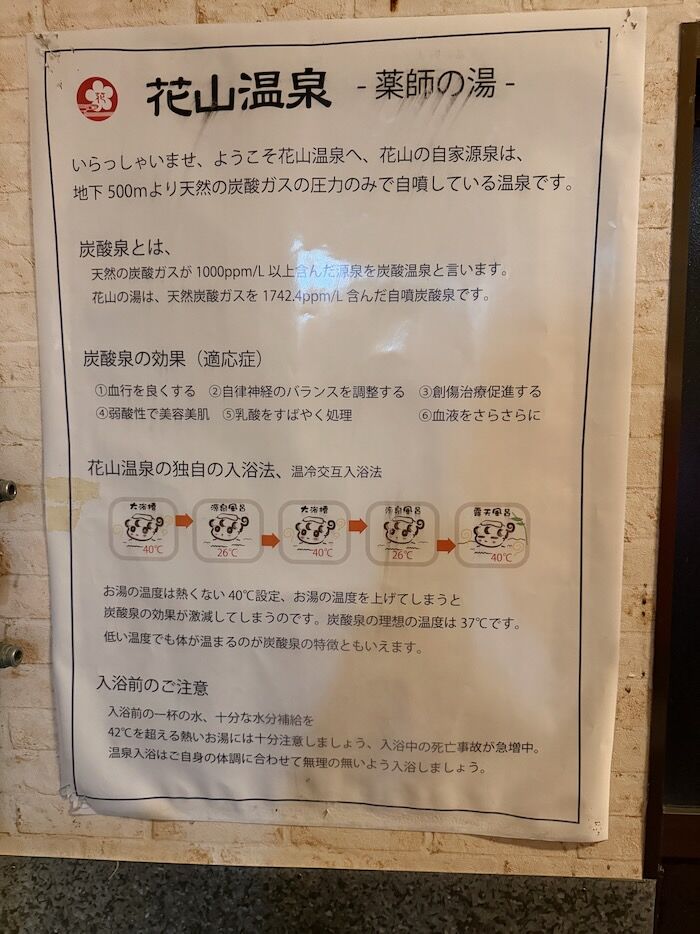 花山温泉 - 薬師の湯 -
いらっしゃいませ、ようこそ花山温泉へ、花山の自家源泉は、
地下 500mより天然の炭酸ガスの圧力のみで自噴している温泉です。
炭酸泉とは、
天然の炭酸ガスが 1000ppm/L 以上含んだ源泉を炭酸温泉と言います。
花山の湯は、天然炭酸ガスを 1742.4ppm/L 含んだ自噴炭酸泉です。
炭酸泉の効果（適応症）
①血行を良くする ②自律神経のバランスを調整する ③創傷治療促進する
④弱酸性で美容美肌 ⑤乳酸をすばやく処理 ⑥血液をさらさらに
花山温泉の独自の入浴法、温冷交互入浴法
大浴槽 源泉風呂 大浴槽 源泉風呂 露天風呂
40℃ 26℃ 40℃ 26℃ 40℃
お湯の温度は熱くない 40℃設定、お湯の温度を上げてしまうと
炭酸泉の効果が激減してしまうのです。炭酸泉の理想の温度は 37℃です。
低い温度でも体が温まるのが炭酸泉の特徴ともいえます。
入浴前のご注意
入浴前の一杯の水、十分な水分補給を
42℃を超える熱いお湯には十分注意しましょう、入浴中の死亡事故が急増中。
温泉入浴はご自身の体調に合わせて無理の無いよう入浴しましょう。